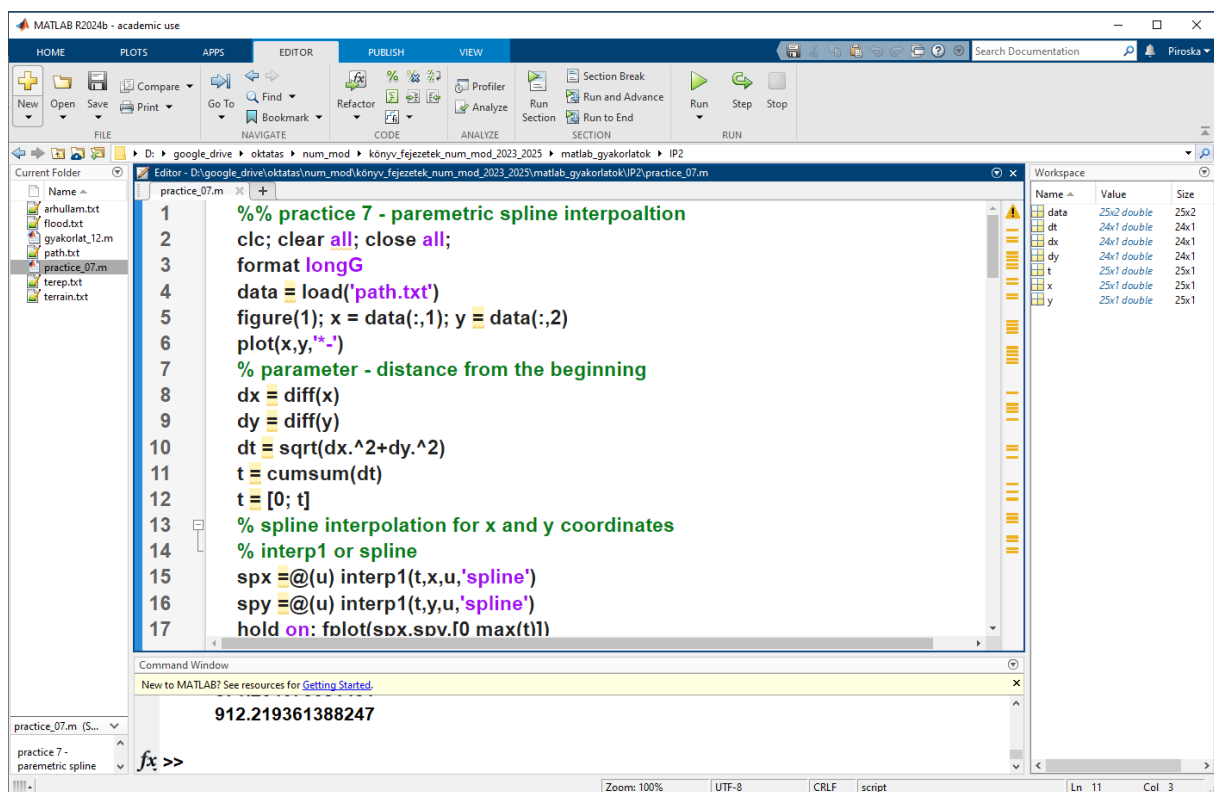 MATLAB R2024b - academic use
HOME PLOTS APPS EDITOR PUBLISH VIEW Search Documentation Piroska
New Open Save Compare Print Go To Find Bookmark Refactor Profiler Analyze Run Section Section Break Run and Advance Run to End Run Step Stop
FILE NAVIGATE CODE ANALYZE SECTION RUN
D: google_drive oktatas num_mod könyv_fejezetek_num_mod_2023_2025 matlab_gyakorlatok IP2
Current Folder
Name
arhullam.txt
flood.txt
gyakorlat_12.m
path.txt
practice_07.m
terep.txt
terrain.txt
practice_07.m (S...
practice 7 -
paremetric spline
Editor - D:\google_drive\oktatas\num_mod\könyv_fejezetek_num_mod_2023_2025\matlab_gyakorlatok\IP2\practice_07.m
practice_07.m
1 %% practice 7 - paremetric spline interpoaltion
2 clc; clear all; close all;
3 format longG
4 data = load('path.txt')
5 figure(1); x = data(:,1); y = data(:,2)
6 plot(x,y,'*-')
7 % parameter - distance from the beginning
8 dx = diff(x)
9 dy = diff(y)
10 dt = sqrt(dx.^2+dy.^2)
11 t = cumsum(dt)
12 t = [0; t]
13 % spline interpolation for x and y coordinates
14 % interp1 or spline
15 spx =@(u) interp1(t,x,u,'spline')
16 spy =@(u) interp1(t,y,u,'spline')
17 hold on; fplot(spx,spy,[0 max(t)])
Command Window
New to MATLAB? See resources for Getting Started.
912.219361388247
fx >>
Workspace
Name Value Size
data 25x2 double 25x2
dt 24x1 double 24x1
dx 24x1 double 24x1
dy 24x1 double 24x1
t 25x1 double 25x1
x 25x1 double 25x1
y 25x1 double 25x1
Zoom: 100% UTF-8 CRLF script Ln 11 Col 3